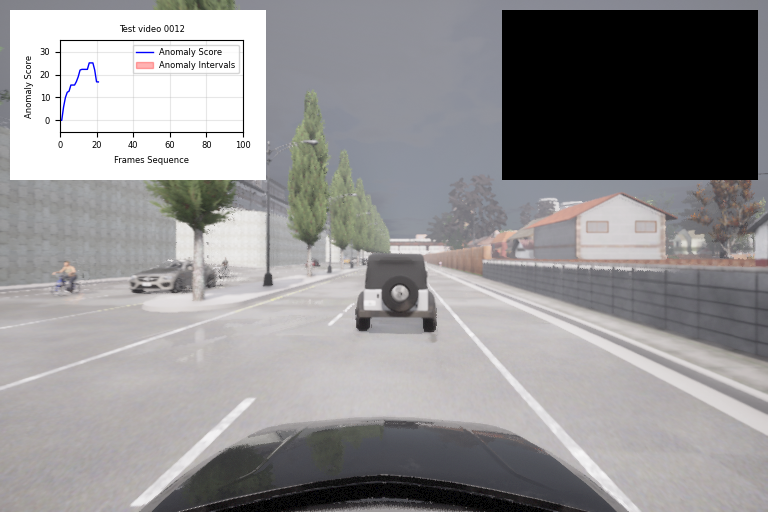 Test video 0012
Anomaly Score
Anomaly Intervals
Anomaly Score
30
20
10
0
0 20 40 60 80 100
Frames Sequence